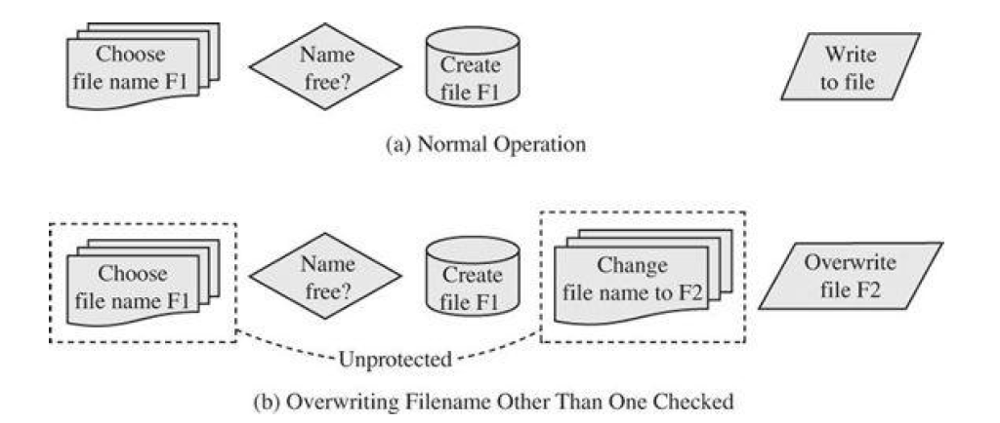 Choose
file name F1
Name
free?
Create
file F1
Write
to file
(a) Normal Operation
Choose
file name F1
Name
free?
Create
file F1
Change
file name to F2
Overwrite
file F2
Unprotected
(b) Overwriting Filename Other Than One Checked